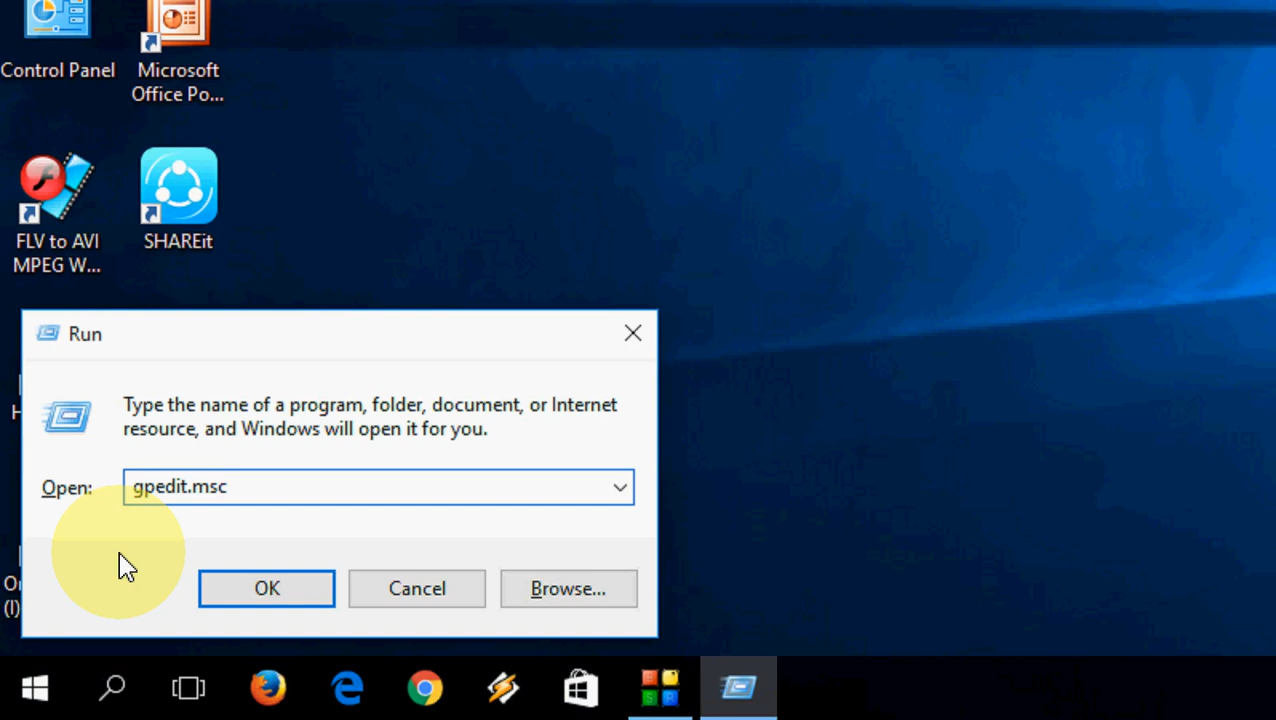 Control Panel
Microsoft
Office Po...
FLV to AVI
MPEG W...
SHAREit
Run
Type the name of a program, folder, document, or Internet
resource, and Windows will open it for you.
Open: gpedit.msc
OK Cancel Browse...